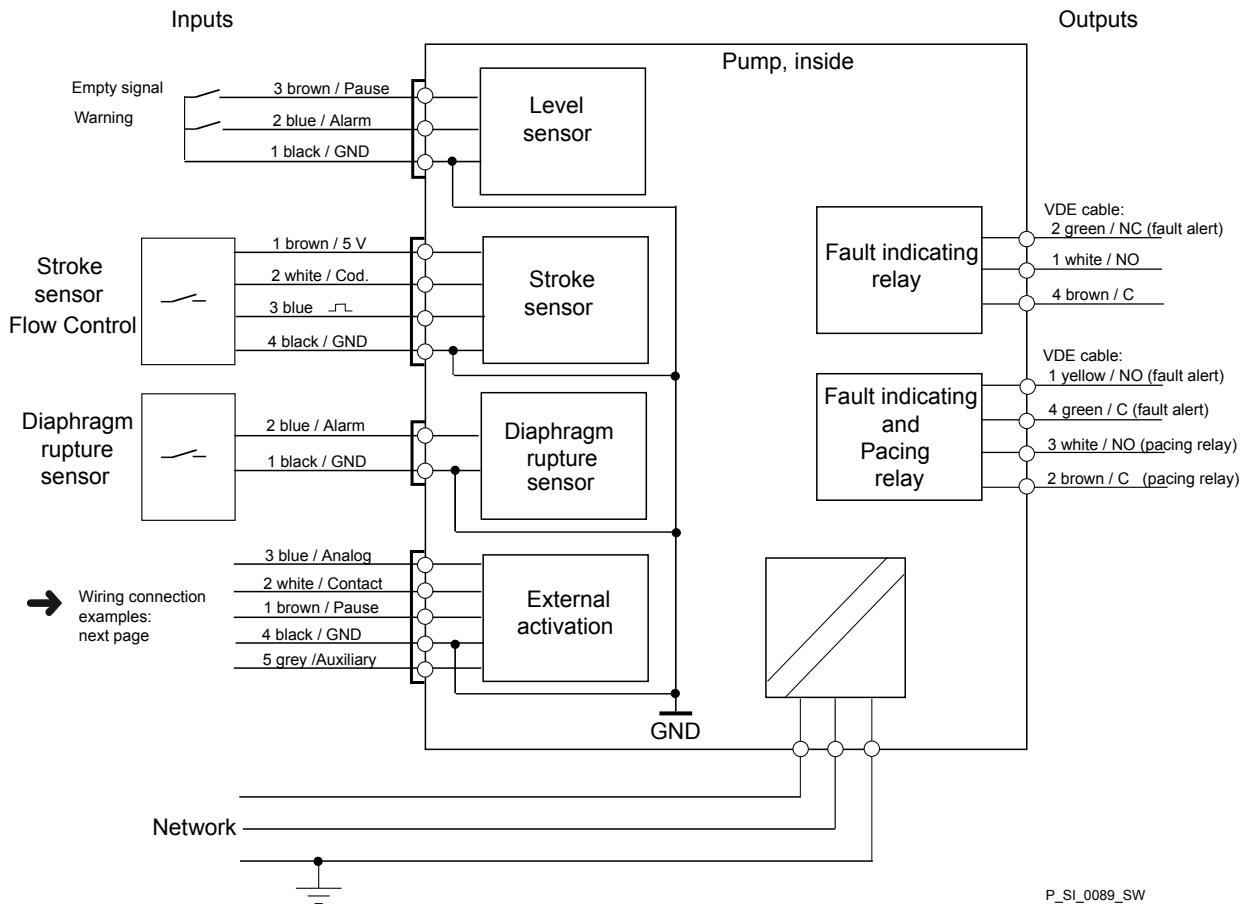 Inputs
Outputs
Pump, inside
Empty signal
Warning
3 brown / Pause
2 blue / Alarm
1 black / GND
Level
sensor
Stroke
sensor
Flow Control
1 brown / 5 V
2 white / Cod.
3 blue
4 black / GND
Stroke
sensor
Diaphragm
rupture
sensor
2 blue / Alarm
1 black / GND
Diaphragm
rupture
sensor
Wiring connection
examples:
next page
3 blue / Analog
2 white / Contact
1 brown / Pause
4 black / GND
5 grey /Auxiliary
External
activation
GND
Fault indicating
relay
VDE cable:
2 green / NC (fault alert)
1 white / NO
4 brown / C
Fault indicating
and
Pacing
relay
VDE cable:
1 yellow / NO (fault alert)
4 green / C (fault alert)
3 white / NO (pacing relay)
2 brown / C (pacing relay)
Network
P_SI_0089_SW